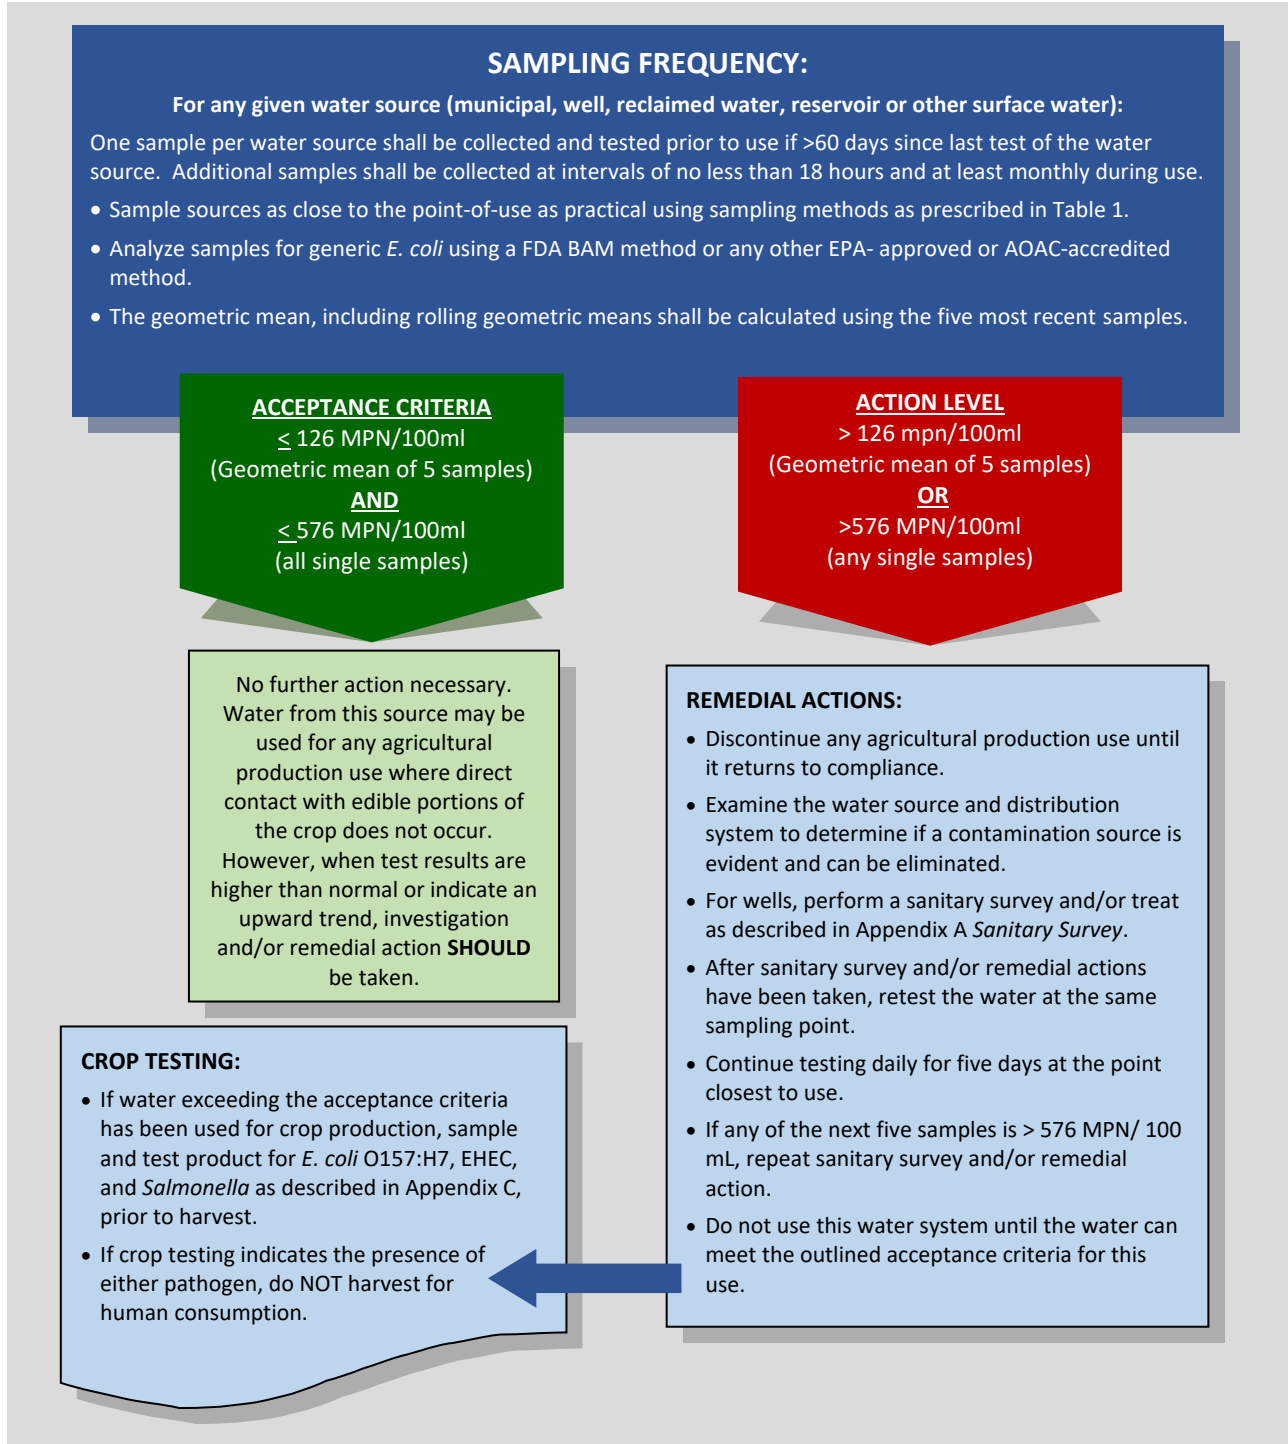 SAMPLING FREQUENCY:
For any given water source (municipal, well, reclaimed water, reservoir or other surface water):
One sample per water source shall be collected and tested prior to use if >60 days since last test of the water
source.  Additional samples shall be collected at intervals of no less than 18 hours and at least monthly during use.
• Sample sources as close to the point-of-use as practical using sampling methods as prescribed in Table 1.
• Analyze samples for generic E. coli using a FDA BAM method or any other EPA- approved or AOAC-accredited
method.
• The geometric mean, including rolling geometric means shall be calculated using the five most recent samples.
ACCEPTANCE CRITERIA
≤ 126 MPN/100ml
(Geometric mean of 5 samples)
AND
≤ 576 MPN/100ml
(all single samples)
ACTION LEVEL
> 126 mpn/100ml
(Geometric mean of 5 samples)
OR
>576 MPN/100ml
(any single samples)
No further action necessary.
Water from this source may be
used for any agricultural
production use where direct
contact with edible portions of
the crop does not occur.
However, when test results are
higher than normal or indicate an
upward trend, investigation
and/or remedial action SHOULD
be taken.
REMEDIAL ACTIONS:
• Discontinue any agricultural production use until
it returns to compliance.
• Examine the water source and distribution
system to determine if a contamination source is
evident and can be eliminated.
• For wells, perform a sanitary survey and/or treat
as described in Appendix A Sanitary Survey.
• After sanitary survey and/or remedial actions
have been taken, retest the water at the same
sampling point.
• Continue testing daily for five days at the point
closest to use.
• If any of the next five samples is > 576 MPN/ 100
mL, repeat sanitary survey and/or remedial
action.
• Do not use this water system until the water can
meet the outlined acceptance criteria for this
use.
CROP TESTING:
• If water exceeding the acceptance criteria
has been used for crop production, sample
and test product for E. coli O157:H7, EHEC,
and Salmonella as described in Appendix C,
prior to harvest.
• If crop testing indicates the presence of
either pathogen, do NOT harvest for
human consumption.